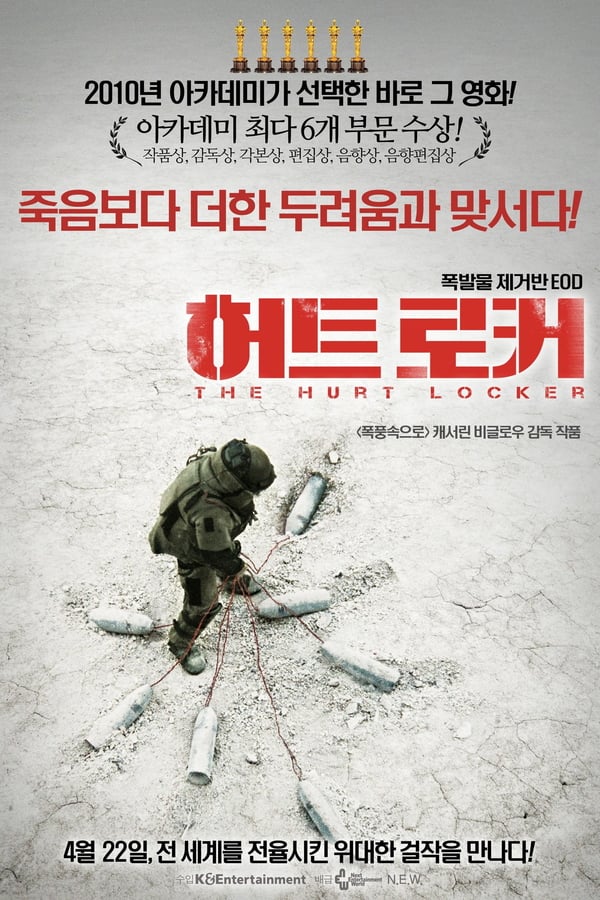 2010년 아카데미가 선택한 바로 그 영화!
아카데미 최다 6개 부문 수상!
작품상, 감독상, 각본상, 편집상, 음향상, 음향편집상
죽음보다 더한 두려움과 맞서다!
폭발물 제거반 EOD
허트 로커
THE HURT LOCKER
〈폭풍속으로〉 캐서린 비글로우 감독 작품
4월 22일, 전 세계를 전율시킨 위대한 걸작을 만나다!
수입 K&Entertainment 배급 Next Entertainment World N.E.W.